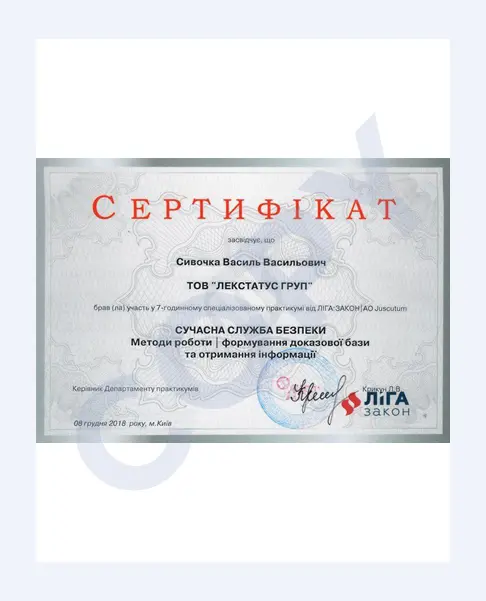 СЕРТИФІКАТ
засвідчує, що
Сивочка Василь Васильович
ТОВ "ЛЕКСТАТУС ГРУП"
брав (ла) участь у 7-годинному спеціалізованому практикумі від ЛІГА:ЗАКОН|АО Juscutum
СУЧАСНА СЛУЖБА БЕЗПЕКИ
Методи роботи | формування доказової бази
та отримання інформації
Керівник Департаменту практикумів
Крикун Л.В.
ЛІГА
ЗАКОН
08 грудня 2018 року, м.Київ
COPY